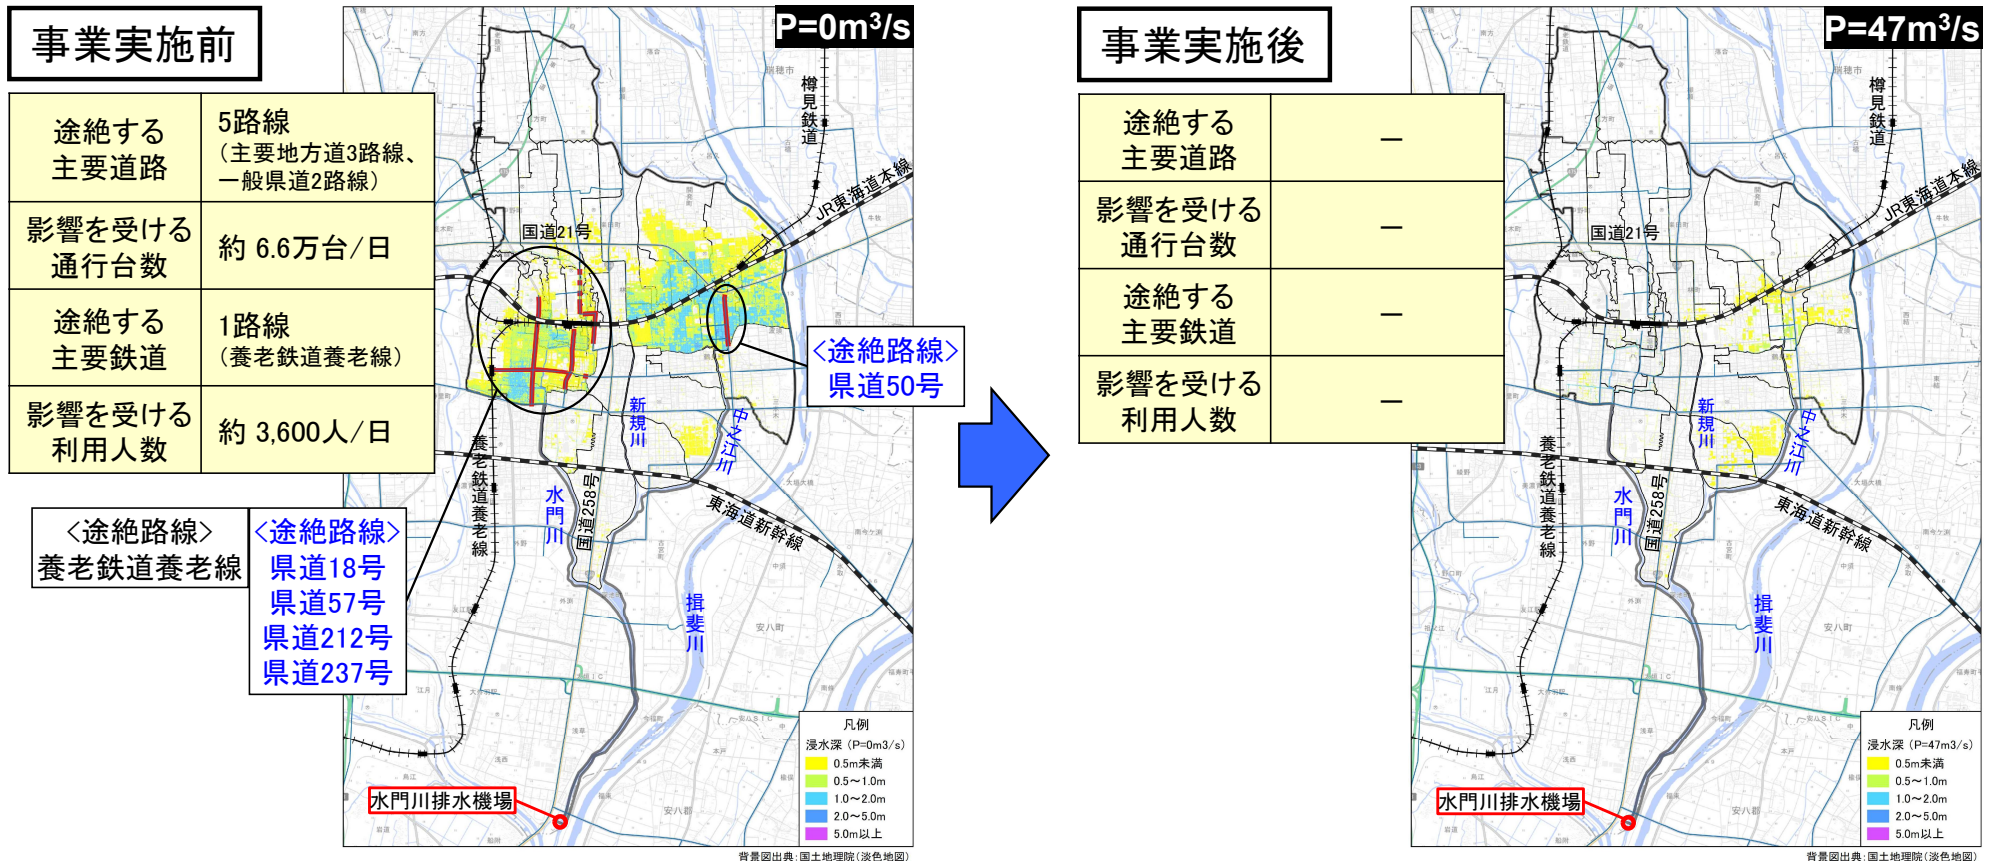 事業実施前
P=0m³/s
途絶する
主要道路
5路線
（主要地方道3路線、
一般県道2路線）
影響を受ける
通行台数
約 6.6万台/日
途絶する
主要鉄道
1路線
（養老鉄道養老線）
影響を受ける
利用人数
約 3,600人/日
樽見鉄道
JR東海道本線
国道21号
<途絶路線>
県道50号
新規川
中之江川
養老鉄道養老線
水門川
国道258号
東海道新幹線
揖斐川
安八町
安八郡
瑞穂市
<途絶路線>
養老鉄道養老線
<途絶路線>
県道18号
県道57号
県道212号
県道237号
水門川排水機場
凡例
浸水深（P=0m3/s）
0.5m未満
0.5～1.0m
1.0～2.0m
2.0～5.0m
5.0m以上
背景図出典：国土地理院（淡色地図）
事業実施後
P=47m³/s
途絶する
主要道路
－
影響を受ける
通行台数
－
途絶する
主要鉄道
－
影響を受ける
利用人数
－
樽見鉄道
JR東海道本線
国道21号
新規川
中之江川
養老鉄道養老線
水門川
国道258号
東海道新幹線
揖斐川
安八町
安八郡
瑞穂市
水門川排水機場
凡例
浸水深（P=47m3/s）
0.5m未満
0.5～1.0m
1.0～2.0m
2.0～5.0m
5.0m以上
背景図出典：国土地理院（淡色地図）